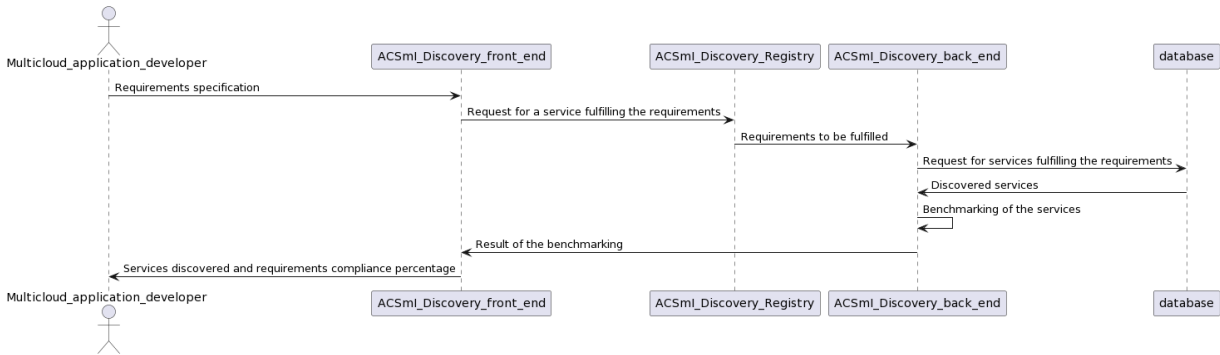 Multicloud_application_developer
ACSmI_Discovery_front_end
ACSmI_Discovery_Registry
ACSmI_Discovery_back_end
database
Requirements specification
Request for a service fulfilling the requirements
Requirements to be fulfilled
Request for services fulfilling the requirements
Discovered services
Benchmarking of the services
Result of the benchmarking
Services discovered and requirements compliance percentage
Multicloud_application_developer
ACSmI_Discovery_front_end
ACSmI_Discovery_Registry
ACSmI_Discovery_back_end
database